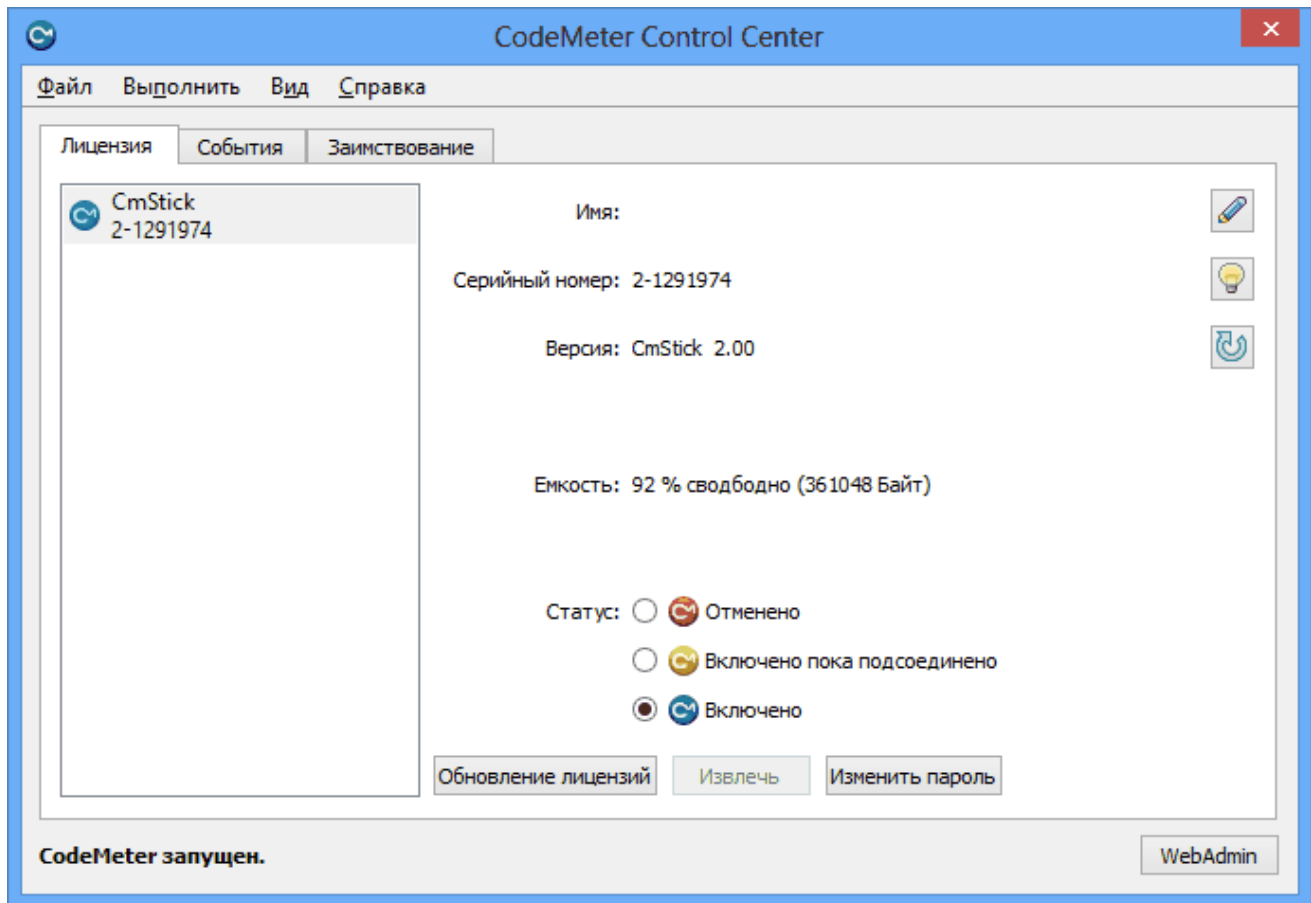 CodeMeter Control Center
Файл Выполнить Вид Справка
Лицензия События Заимствование
CmStick
2-1291974
Имя:
Серийный номер: 2-1291974
Версия: CmStick 2.00
Емкость: 92 % сводбодно (361048 Байт)
Статус: Отменено
Включено пока подсоединено
Включено
Обновление лицензий Извлечь Изменить пароль
CodeMeter запущен. WebAdmin